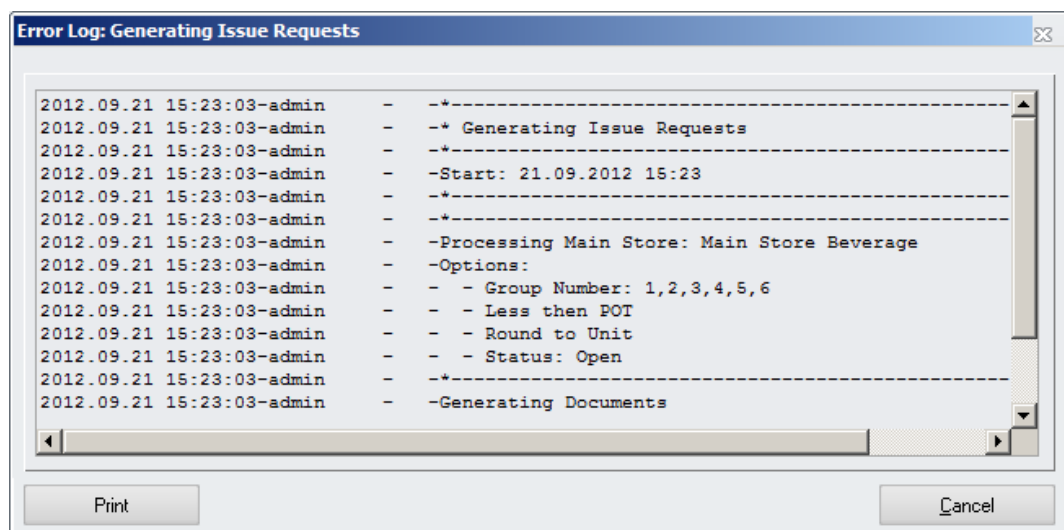 Error Log: Generating Issue Requests
2012.09.21 15:23:03-admin - -*-------------------------------------------------
2012.09.21 15:23:03-admin - -* Generating Issue Requests
2012.09.21 15:23:03-admin - -*-------------------------------------------------
2012.09.21 15:23:03-admin - -Start: 21.09.2012 15:23
2012.09.21 15:23:03-admin - -*-------------------------------------------------
2012.09.21 15:23:03-admin - -*-------------------------------------------------
2012.09.21 15:23:03-admin - -Processing Main Store: Main Store Beverage
2012.09.21 15:23:03-admin - -Options:
2012.09.21 15:23:03-admin - - - Group Number: 1,2,3,4,5,6
2012.09.21 15:23:03-admin - - - Less then POT
2012.09.21 15:23:03-admin - - - Round to Unit
2012.09.21 15:23:03-admin - - - Status: Open
2012.09.21 15:23:03-admin - -*-------------------------------------------------
2012.09.21 15:23:03-admin - -Generating Documents
Print Cancel